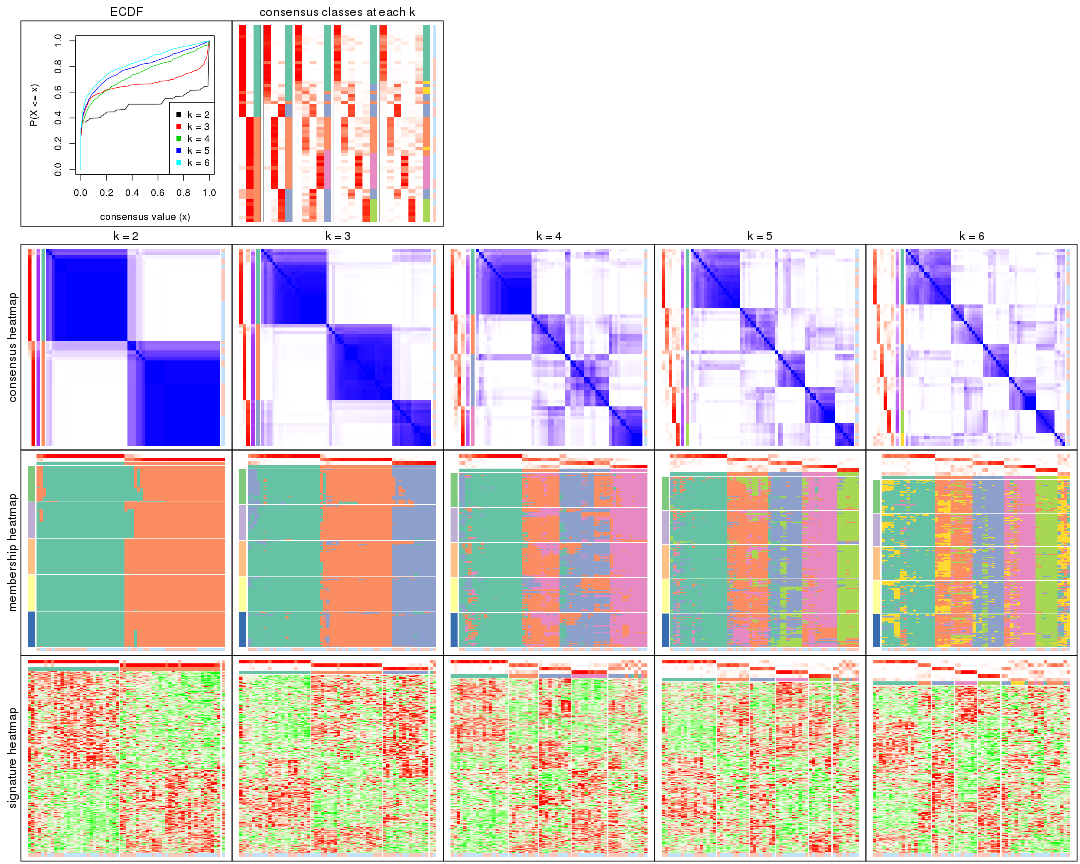 ECDF
consensus classes at each k
P(X <= x)
0.0 0.2 0.4 0.6 0.8 1.0
k = 2
k = 3
k = 4
k = 5
k = 6
0.0 0.2 0.4 0.6 0.8 1.0
consensus value (x)
k = 2 k = 3 k = 4 k = 5 k = 6
consensus heatmap
membership heatmap
signature heatmap